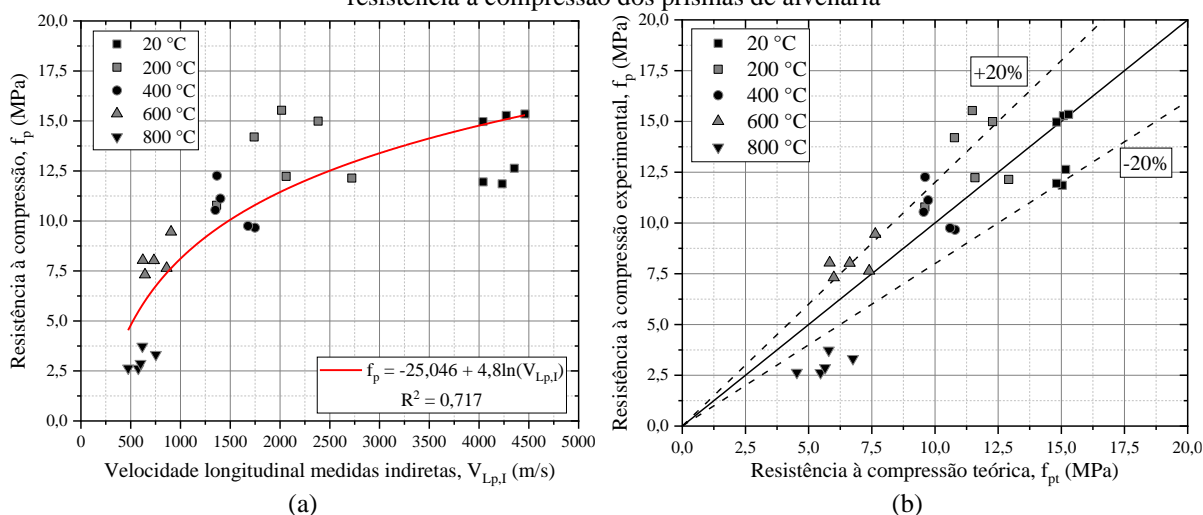 resistência à compressão dos prismas de alvenaria
20,0
17,5
15,0
12,5
10,0
7,5
5,0
2,5
0,0
Resistência à compressão, f_p (MPa)
20 °C
200 °C
400 °C
600 °C
800 °C
f_p = -25,046 + 4,8ln(V_Lp,I)
R² = 0,717
0 500 1000 1500 2000 2500 3000 3500 4000 4500 5000
Velocidade longitudinal medidas indiretas, V_Lp,I (m/s)
(a)
20,0
17,5
15,0
12,5
10,0
7,5
5,0
2,5
0,0
Resistência à compressão experimental, f_p (MPa)
20 °C
200 °C
400 °C
600 °C
800 °C
+20%
-20%
0,0 2,5 5,0 7,5 10,0 12,5 15,0 17,5 20,0
Resistência à compressão teórica, f_pt (MPa)
(b)